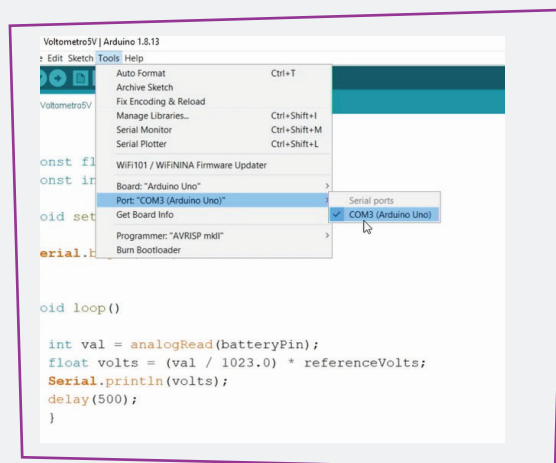 Voltometro5V | Arduino 1.8.13
Edit Sketch Tools Help
Voltometro5V
Auto Format Ctrl+T
Archive Sketch
Fix Encoding & Reload
Manage Libraries... Ctrl+Shift+I
Serial Monitor Ctrl+Shift+M
Serial Plotter Ctrl+Shift+L
WiFi101 / WiFiNINA Firmware Updater
Board: "Arduino Uno"
Port: "COM3 (Arduino Uno)"
Serial ports
Get Board Info
COM3 (Arduino Uno)
Programmer: "AVRISP mkII"
Burn Bootloader
onst fl
onst in
oid set
erial.b
oid loop()
int val = analogRead(batteryPin);
float volts = (val / 1023.0) * referenceVolts;
Serial.println(volts);
delay(500);
}